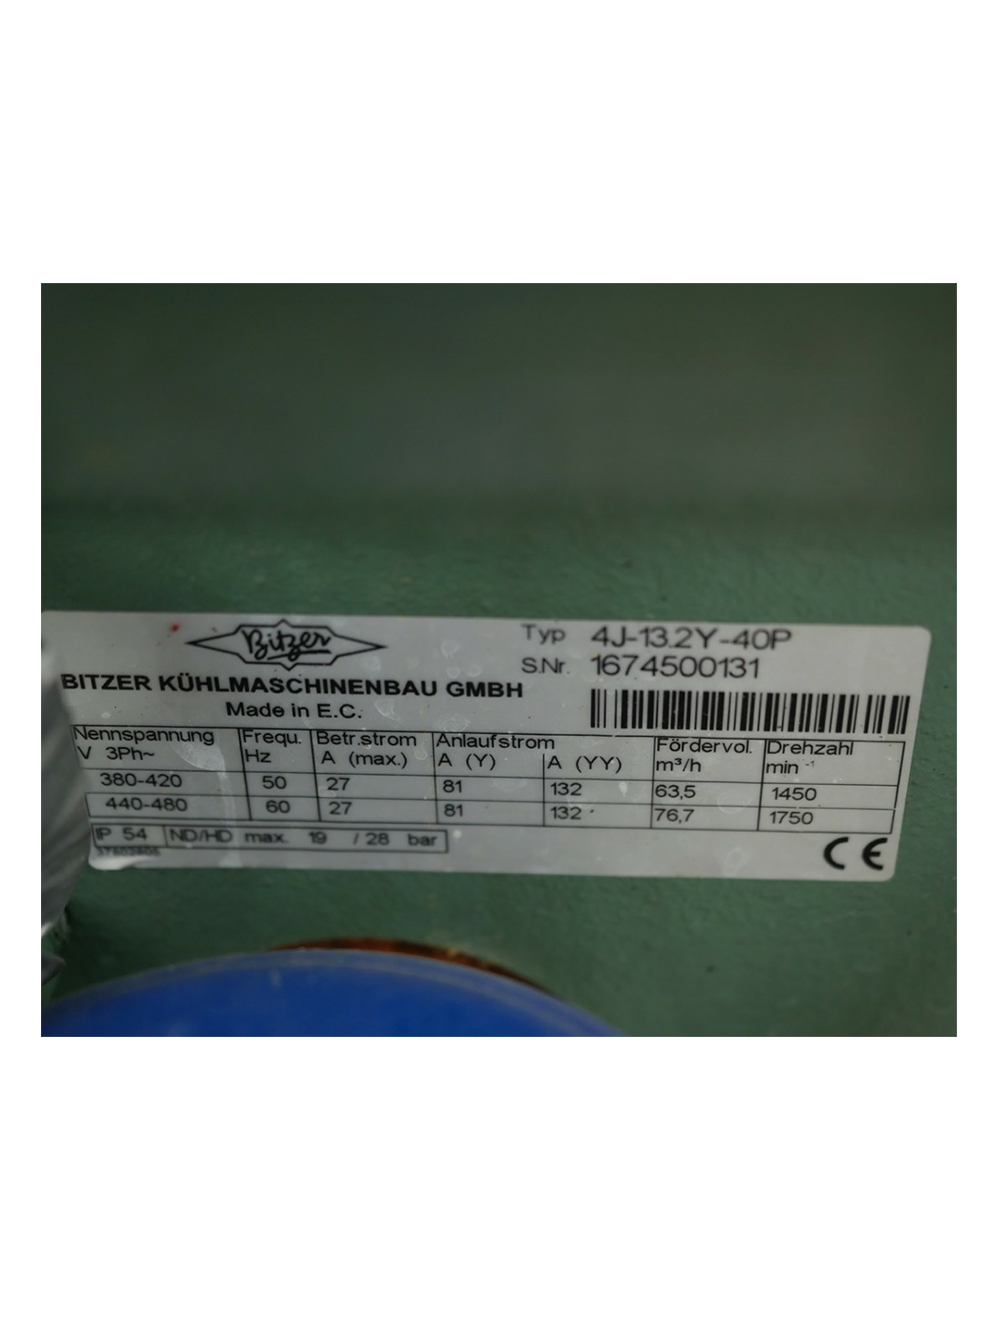 Bitzer
Typ 4J-13.2Y-40P
S.Nr. 1674500131
BITZER KÜHLMASCHINENBAU GMBH
Made in E.C.
Nennspannung Frequ. Betr.strom Anlaufstrom Fördervol. Drehzahl
V 3Ph~ Hz A (max.) A (Y) A (YY) m³/h min -1
380-420 50 27 81 132 63,5 1450
440-480 60 27 81 132 76,7 1750
IP 54 ND/HD max. 19 / 28 bar
CE